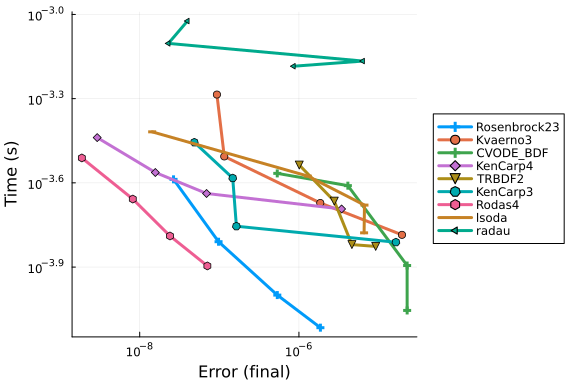 10⁻³·⁰
10⁻³·³
10⁻³·⁶
10⁻³·⁹
Time (s)
10⁻⁸
10⁻⁶
Error (final)
Rosenbrock23
Kvaerno3
CVODE_BDF
KenCarp4
TRBDF2
KenCarp3
Rodas4
lsoda
radau